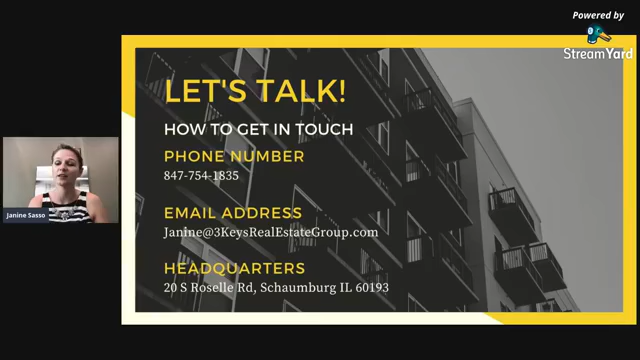 Powered by
StreamYard
LET'S TALK!
HOW TO GET IN TOUCH
PHONE NUMBER
847-754-1835
EMAIL ADDRESS
Janine@3KeysRealEstateGroup.com
HEADQUARTERS
20 S Roselle Rd, Schaumburg IL 60193
Janine Sasso